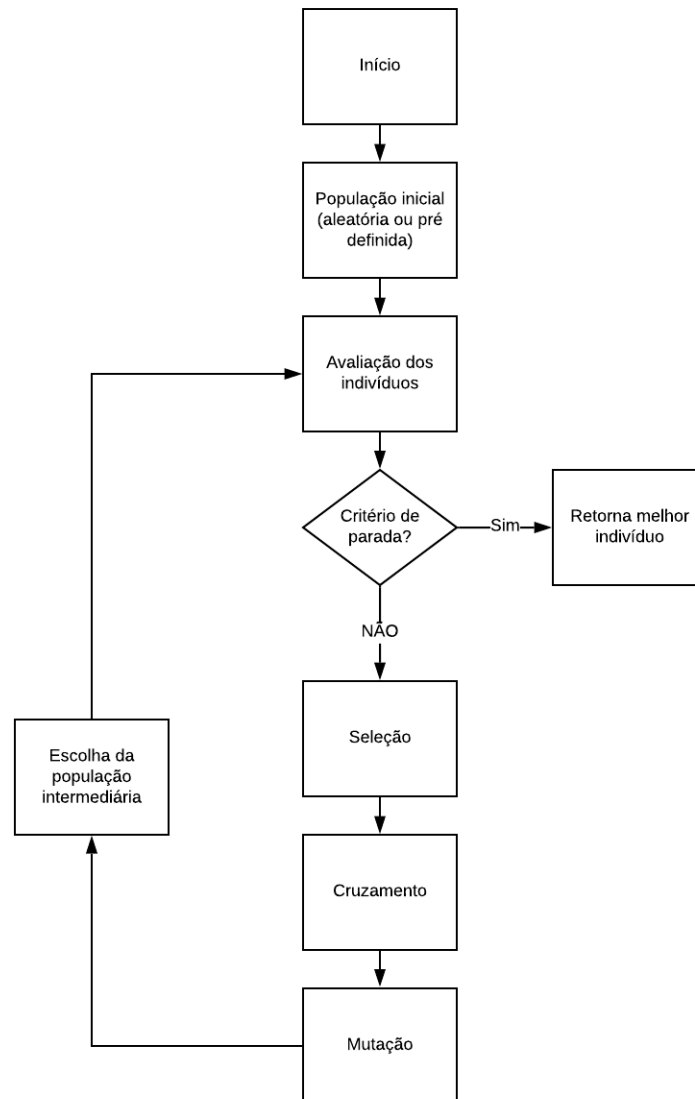 Início
População inicial
(aleatória ou pré
definida)
Avaliação dos
indivíduos
Critério de
parada?
Sim
Retorna melhor
indivíduo
NÃO
Seleção
Escolha da
população
intermediária
Cruzamento
Mutação